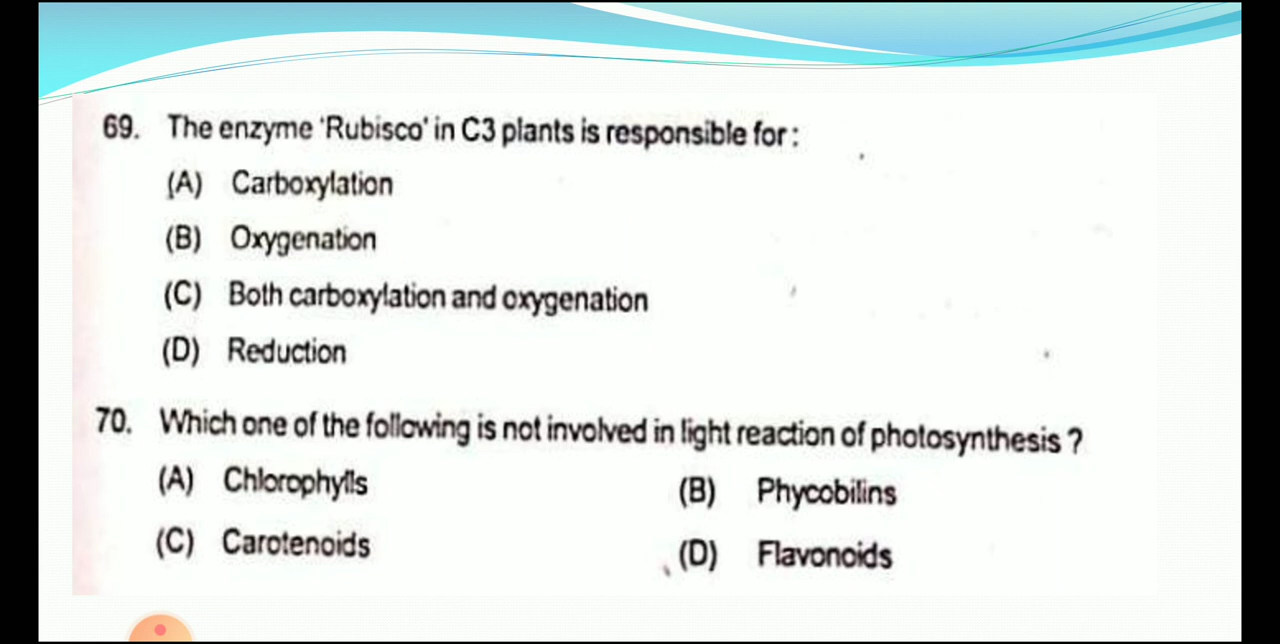 69. The enzyme 'Rubisco' in C3 plants is responsible for :
(A) Carboxylation
(B) Oxygenation
(C) Both carboxylation and oxygenation
(D) Reduction
70. Which one of the following is not involved in light reaction of photosynthesis ?
(A) Chlorophylls (B) Phycobilins
(C) Carotenoids (D) Flavonoids